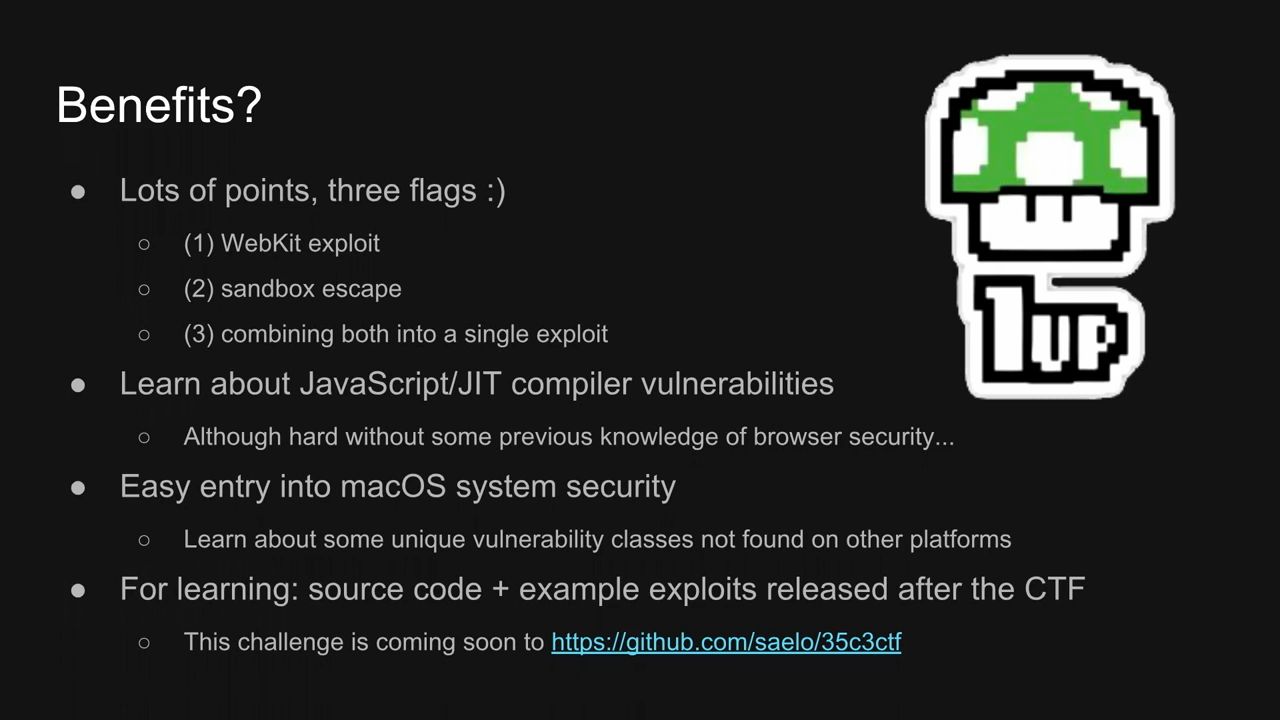 Benefits?
● Lots of points, three flags :)
○ (1) WebKit exploit
○ (2) sandbox escape
○ (3) combining both into a single exploit
● Learn about JavaScript/JIT compiler vulnerabilities
○ Although hard without some previous knowledge of browser security...
● Easy entry into macOS system security
○ Learn about some unique vulnerability classes not found on other platforms
● For learning: source code + example exploits released after the CTF
○ This challenge is coming soon to https://github.com/saelo/35c3ctf
1UP